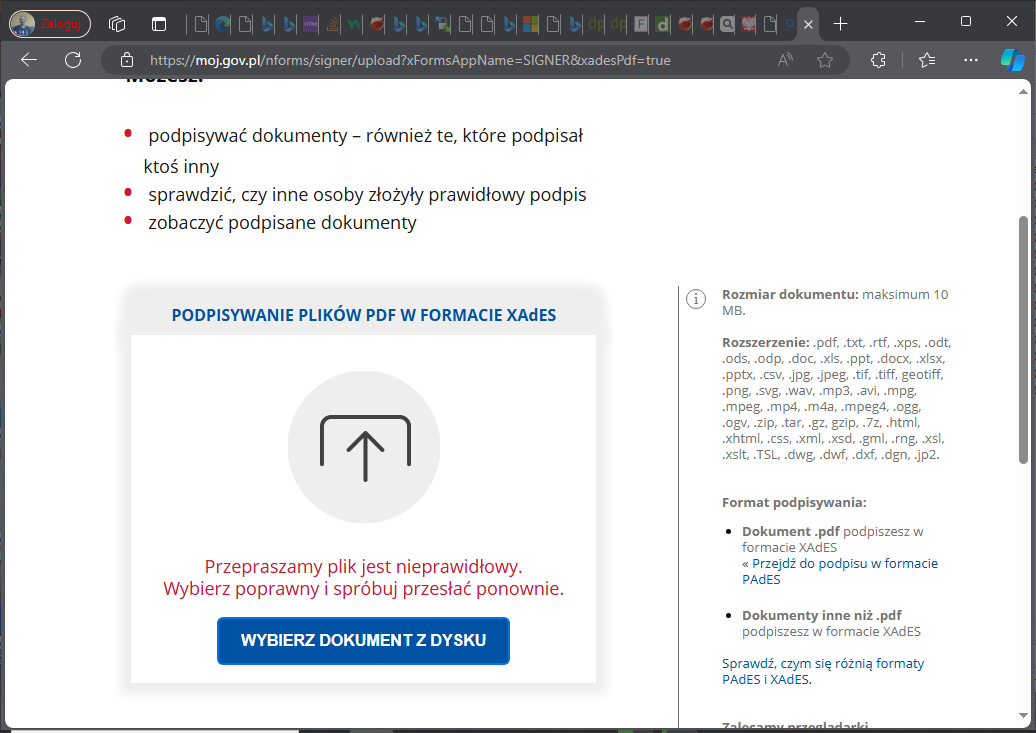 Zaloguj
https://moj.gov.pl/nforms/signer/upload?xFormsAppName=SIGNER&xadesPdf=true
Możesz:
podpisywać dokumenty – również te, które podpisał
ktoś inny
sprawdzić, czy inne osoby złożyły prawidłowy podpis
zobaczyć podpisane dokumenty
PODPISYWANIE PLIKÓW PDF W FORMACIE XAdES
Przepraszamy plik jest nieprawidłowy.
Wybierz poprawny i spróbuj przesłać ponownie.
WYBIERZ DOKUMENT Z DYSKU
Rozmiar dokumentu: maksimum 10
MB.
Rozszerzenie: .pdf, .txt, .rtf, .xps, .odt,
.ods, .odp, .doc, .xls, .ppt, .docx, .xlsx,
.pptx, .csv, .jpg, .jpeg, .tif, .tiff, geotiff,
.png, .svg, .wav, .mp3, .avi, .mpg,
.mpeg, .mp4, .m4a, .mpeg4, .ogg,
.ogv, .zip, .tar, .gz, gzip, .7z, .html,
.xhtml, .css, .xml, .xsd, .gml, .rng, .xsl,
.xslt, .TSL, .dwg, .dwf, .dxf, .dgn, .jp2.
Format podpisywania:
Dokument .pdf podpiszesz w
formacie XAdES
« Przejdź do podpisu w formacie
PAdES
Dokumenty inne niż .pdf
podpiszesz w formacie XAdES
Sprawdź, czym się różnią formaty
PAdES i XAdES.
Zalecamy przeglądarki